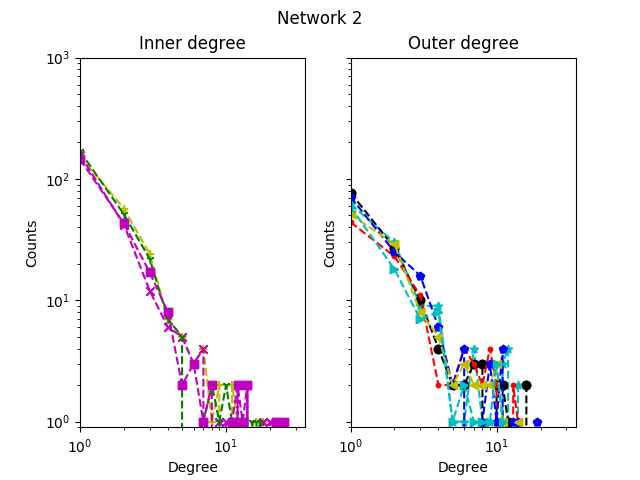 Network 2
Inner degree
Outer degree
10³
10²
10¹
10⁰
Counts
Counts
10⁰
10¹
10⁰
10¹
Degree
Degree